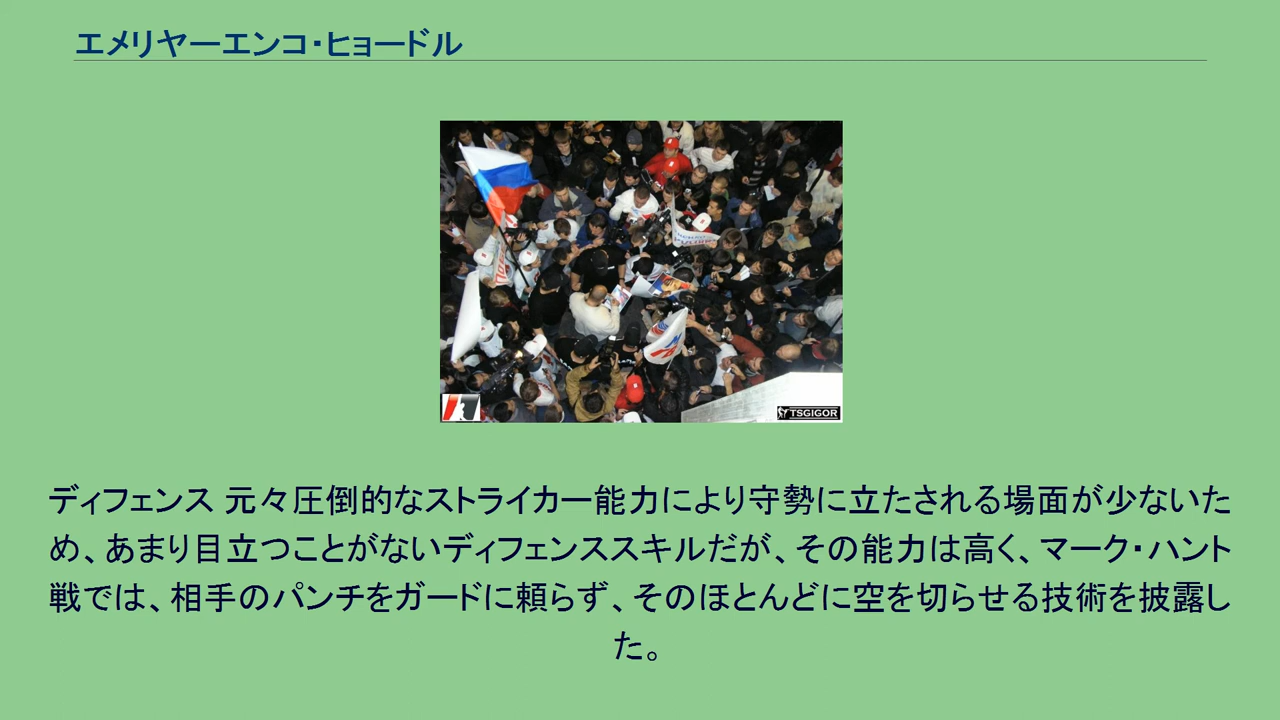 エメリヤーエンコ・ヒョードル
TSGIGOR
ディフェンス 元々圧倒的なストライカー能力により守勢に立たされる場面が少ないた
め、あまり目立つことがないディフェンススキルだが、その能力は高く、マーク・ハント
戦では、相手のパンチをガードに頼らず、そのほとんどに空を切らせる技術を披露し
た。